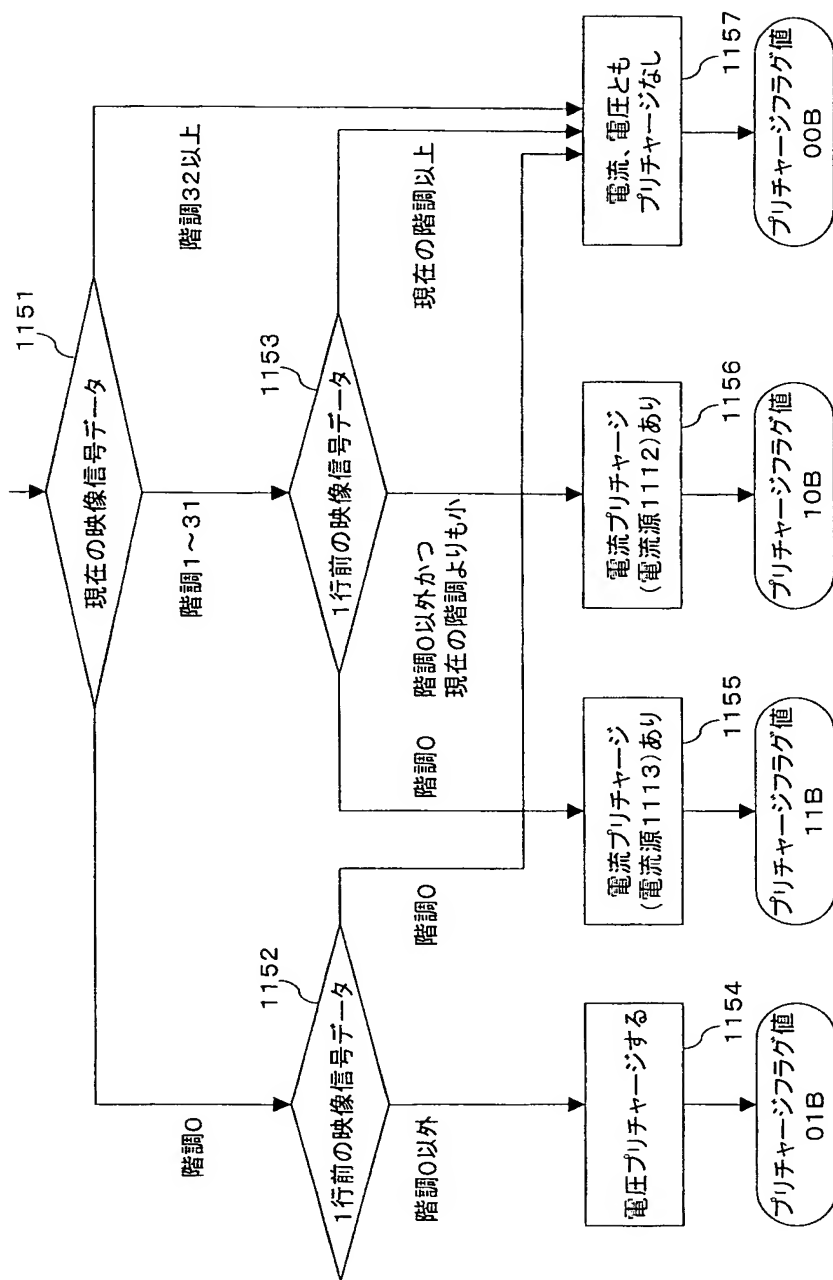 1151
現在の映像信号データ
階調0
階調1～31
階調32以上
1152
1行前の映像信号データ
1153
1行前の映像信号データ
階調0以外
階調0
階調0
階調0以外かつ
現在の階調よりも小
現在の階調以上
電圧プリチャージする
1154
電流プリチャージ
(電流源1113)あり
1155
電流プリチャージ
(電流源1112)あり
1156
電流、電圧とも
プリチャージなし
1157
プリチャージフラグ値
01B
プリチャージフラグ値
11B
プリチャージフラグ値
10B
プリチャージフラグ値
00B